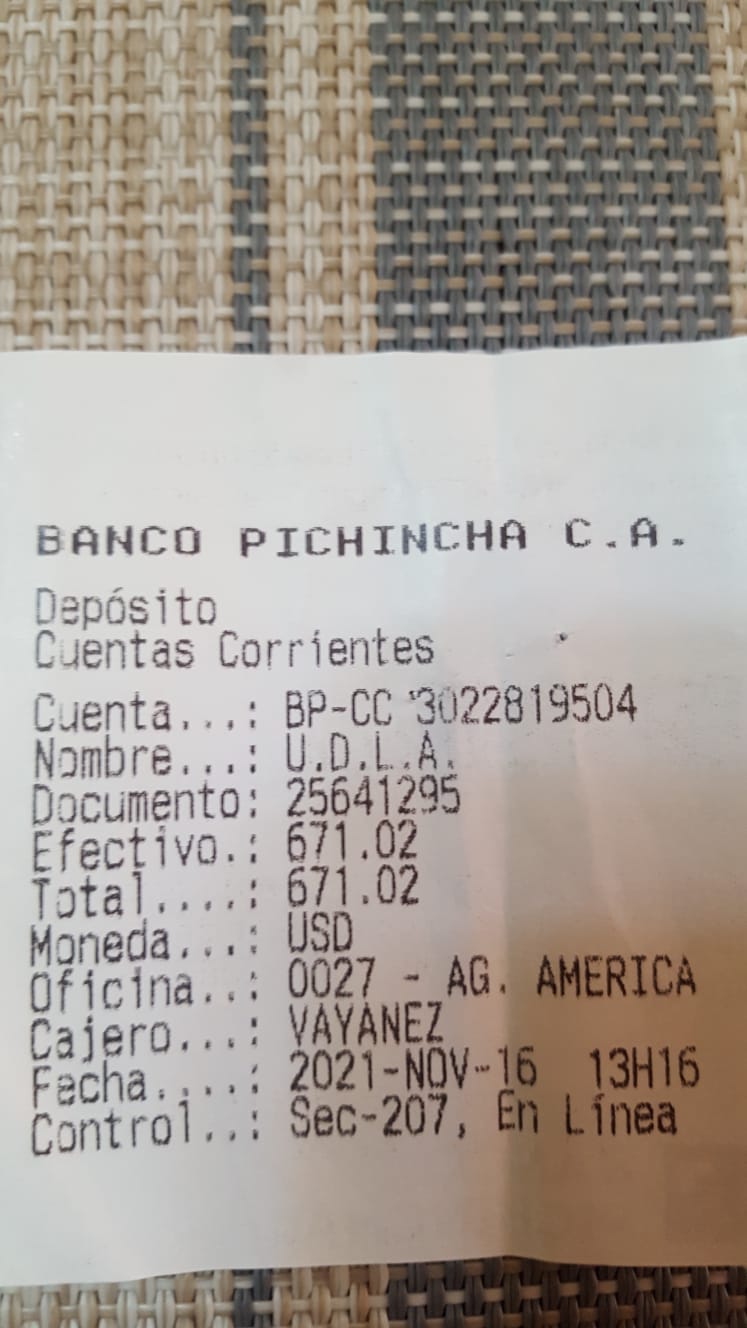 BANCO PICHINCHA C.A.
Depósito
Cuentas Corrientes
Cuenta...: BP-CC 3022819504
Nombre...: U.D.L.A.
Documento: 25641295
Efectivo.: 671.02
Total....: 671.02
Moneda...: USD
Oficina..: 0027 - AG. AMERICA
Cajero...: VAYANEZ
Fecha....: 2021-NOV-16 13H16
Control..: Sec-207, En Línea